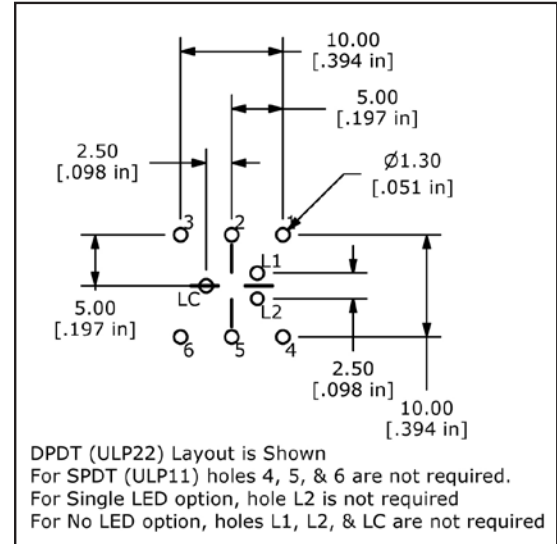 10.00
[.394 in]
5.00
[.197 in]
2.50
[.098 in]
Ø1.30
[.051 in]
3 2 1
L1
LC
L2
5.00
[.197 in]
6 5 4
2.50
[.098 in]
10.00
[.394 in]
DPDT (ULP22) Layout is Shown
For SPDT (ULP11) holes 4, 5, & 6 are not required.
For Single LED option, hole L2 is not required
For No LED option, holes L1, L2, & LC are not required